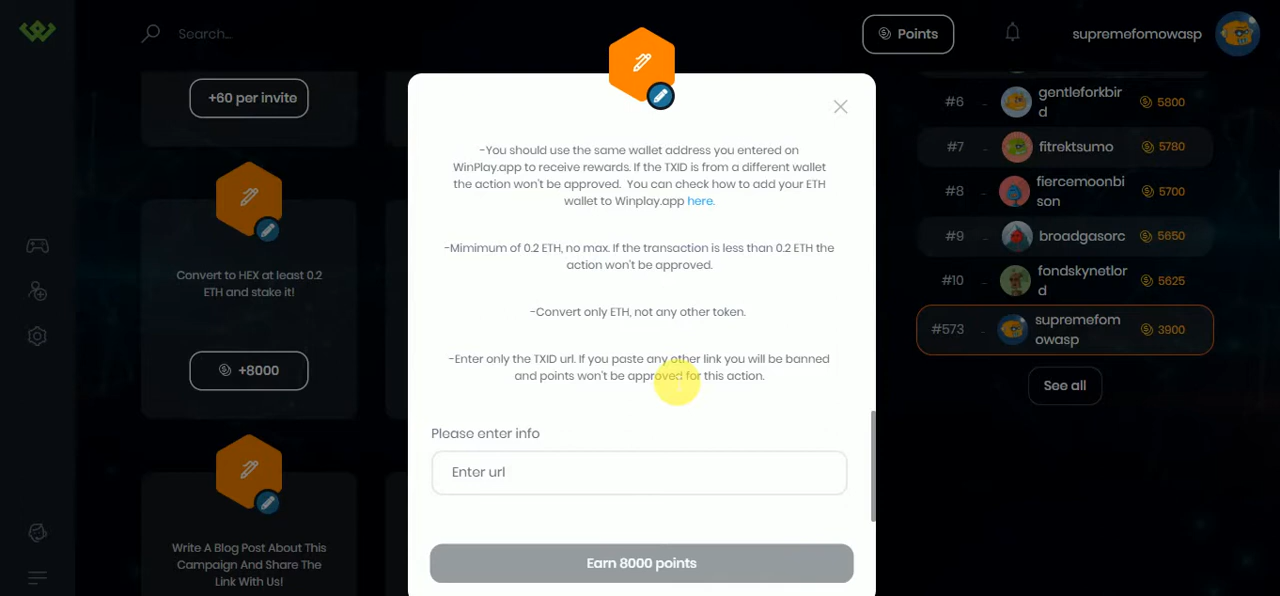 Search...
Points
supremefomowasp
+60 per invite
Convert to HEX at least 0.2
ETH and stake it!
+8000
Write A Blog Post About This
Campaign And Share The
Link With Us!
-You should use the same wallet address you entered on
WinPlay.app to receive rewards. If the TXID is from a different wallet
the action won't be approved. You can check how to add your ETH
wallet to Winplay.app here.
-Mimimum of 0.2 ETH, no max. If the transaction is less than 0.2 ETH the
action won't be approved.
-Convert only ETH, not any other token.
-Enter only the TXID url. If you paste any other link you will be banned
and points won't be approved for this action.
Please enter info
Enter url
Earn 8000 points
#6 - gentleforkbir
d 5800
#7 - fitrektsumo 5780
#8 - fiercemoonbi
son 5700
#9 - broadgasorc 5650
#10 - fondskynetlor
d 5625
#573 - supremefom
owasp 3900
See all